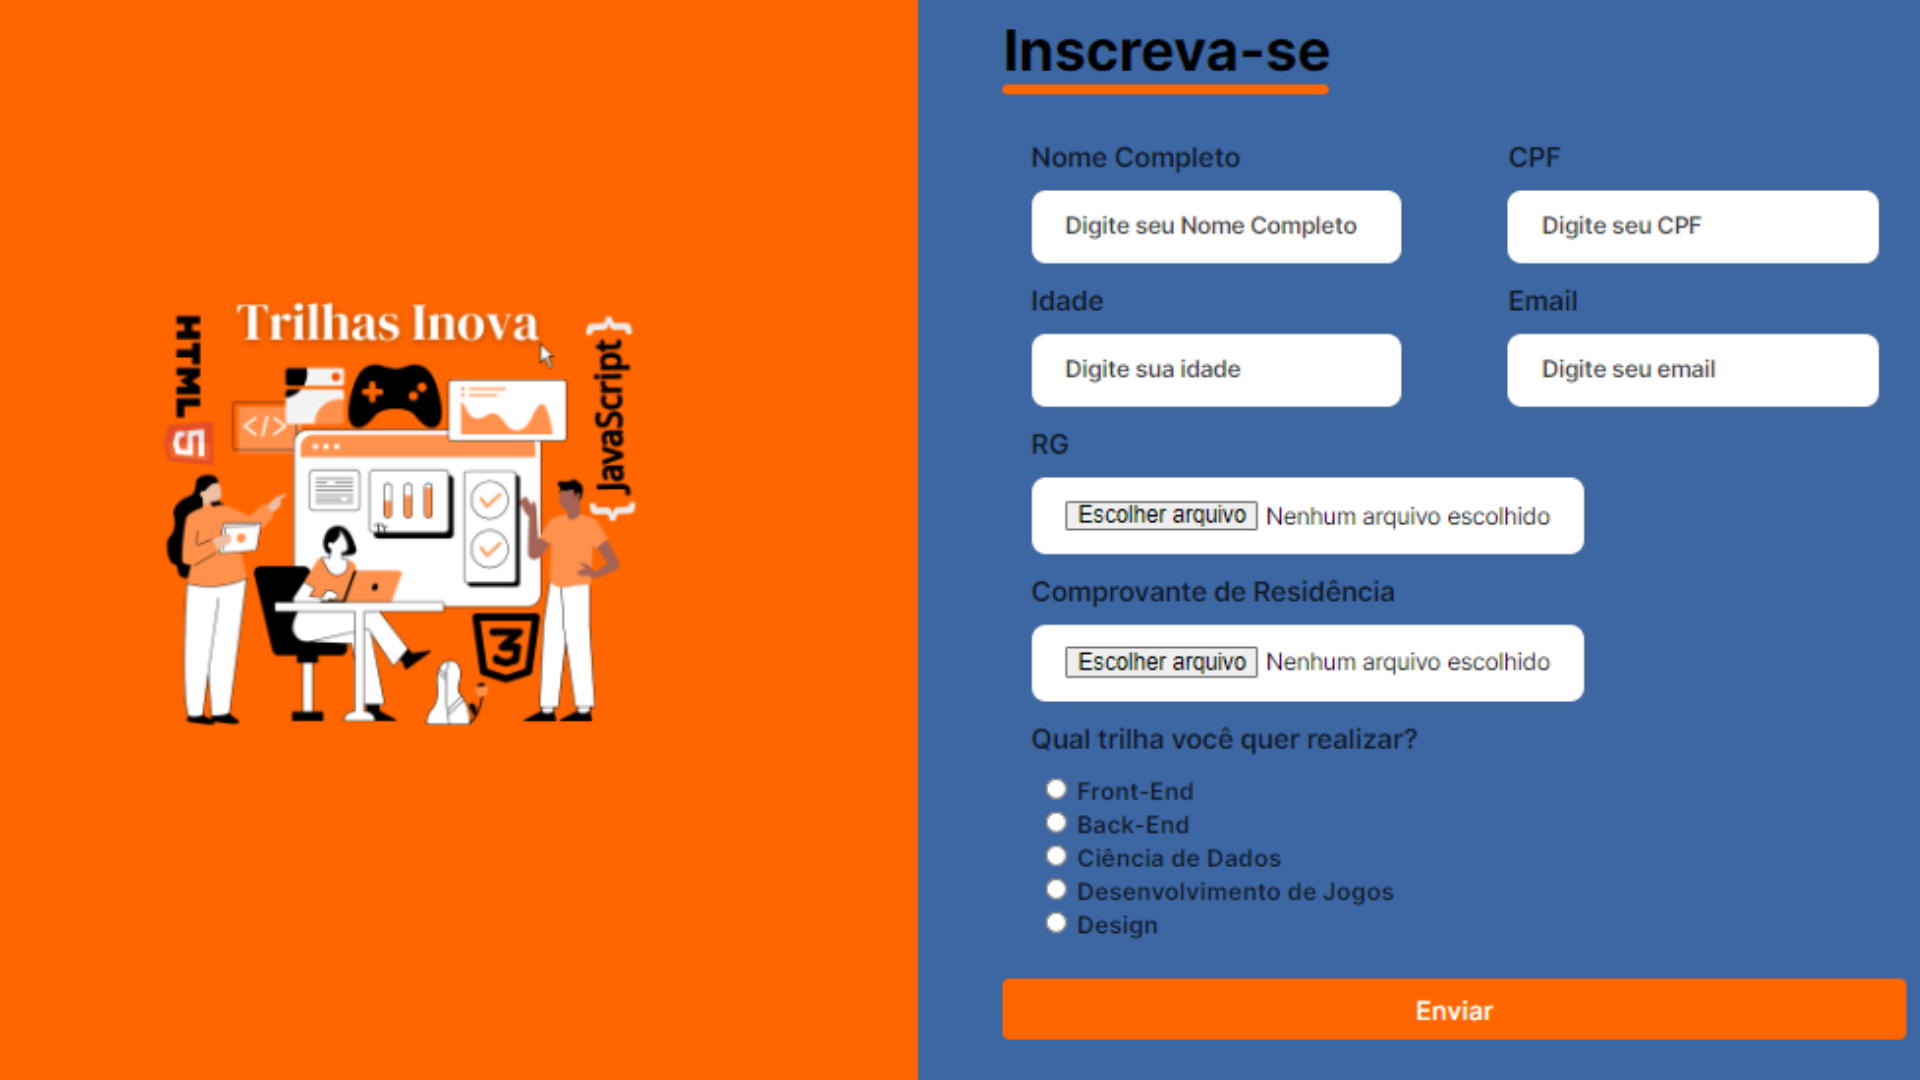 Trilhas Inova
HTML
5
{ JavaScript }
</>
3
Inscreva-se
Nome Completo
CPF
Digite seu Nome Completo
Digite seu CPF
Idade
Email
Digite sua idade
Digite seu email
RG
Escolher arquivo Nenhum arquivo escolhido
Comprovante de Residência
Escolher arquivo Nenhum arquivo escolhido
Qual trilha você quer realizar?
Front-End
Back-End
Ciência de Dados
Desenvolvimento de Jogos
Design
Enviar